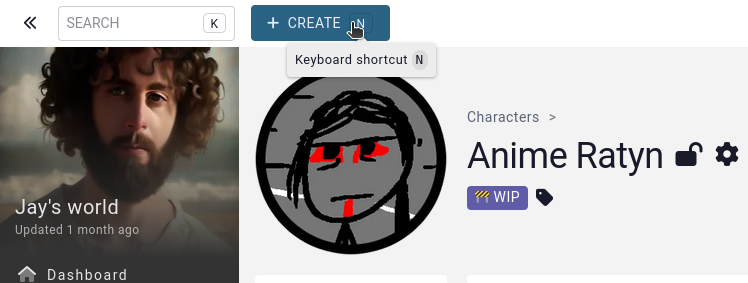 SEARCH K
+ CREATE N
Keyboard shortcut N
Characters >
Anime Ratyn
WIP
Jay's world
Updated 1 month ago
Dashboard